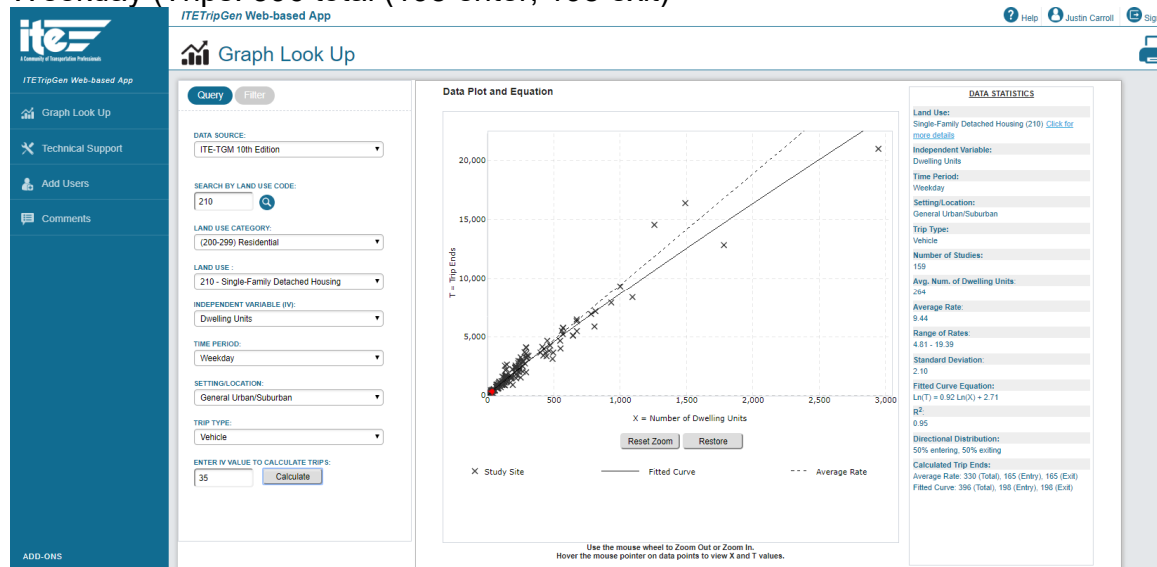 Weekday (Trips: total enter, exit)
ite
A Community of Transportation Professionals
ITETripGen Web-based App
Graph Look Up
Technical Support
Add Users
Comments
ADD-ONS
ITETripGen Web-based App
Help
Justin Carroll
Sig
Graph Look Up
Query
Filter
DATA SOURCE:
ITE-TGM 10th Edition
SEARCH BY LAND USE CODE:
210
LAND USE CATEGORY:
(200-299) Residential
LAND USE :
210 - Single-Family Detached Housing
INDEPENDENT VARIABLE (IV):
Dwelling Units
TIME PERIOD:
Weekday
SETTING/LOCATION:
General Urban/Suburban
TRIP TYPE:
Vehicle
ENTER IV VALUE TO CALCULATE TRIPS:
35
Calculate
Data Plot and Equation
20,000
15,000
10,000
5,000
0
T = Trip Ends
0 500 1,000 1,500 2,000 2,500 3,000
X = Number of Dwelling Units
Reset Zoom
Restore
Study Site
Fitted Curve
Average Rate
Use the mouse wheel to Zoom Out or Zoom In.
Hover the mouse pointer on data points to view X and T values.
DATA STATISTICS
Land Use:
Single-Family Detached Housing (210) Click for
more details
Independent Variable:
Dwelling Units
Time Period:
Weekday
Setting/Location:
General Urban/Suburban
Trip Type:
Vehicle
Number of Studies:
159
Avg. Num. of Dwelling Units:
264
Average Rate:
9.44
Range of Rates:
4.81 - 19.39
Standard Deviation:
2.10
Fitted Curve Equation:
Ln(T) = 0.92 Ln(X) + 2.71
R²:
0.95
Directional Distribution:
50% entering, 50% exiting
Calculated Trip Ends:
Average Rate: 330 (Total), 165 (Entry), 165 (Exit)
Fitted Curve: 396 (Total), 198 (Entry), 198 (Exit)